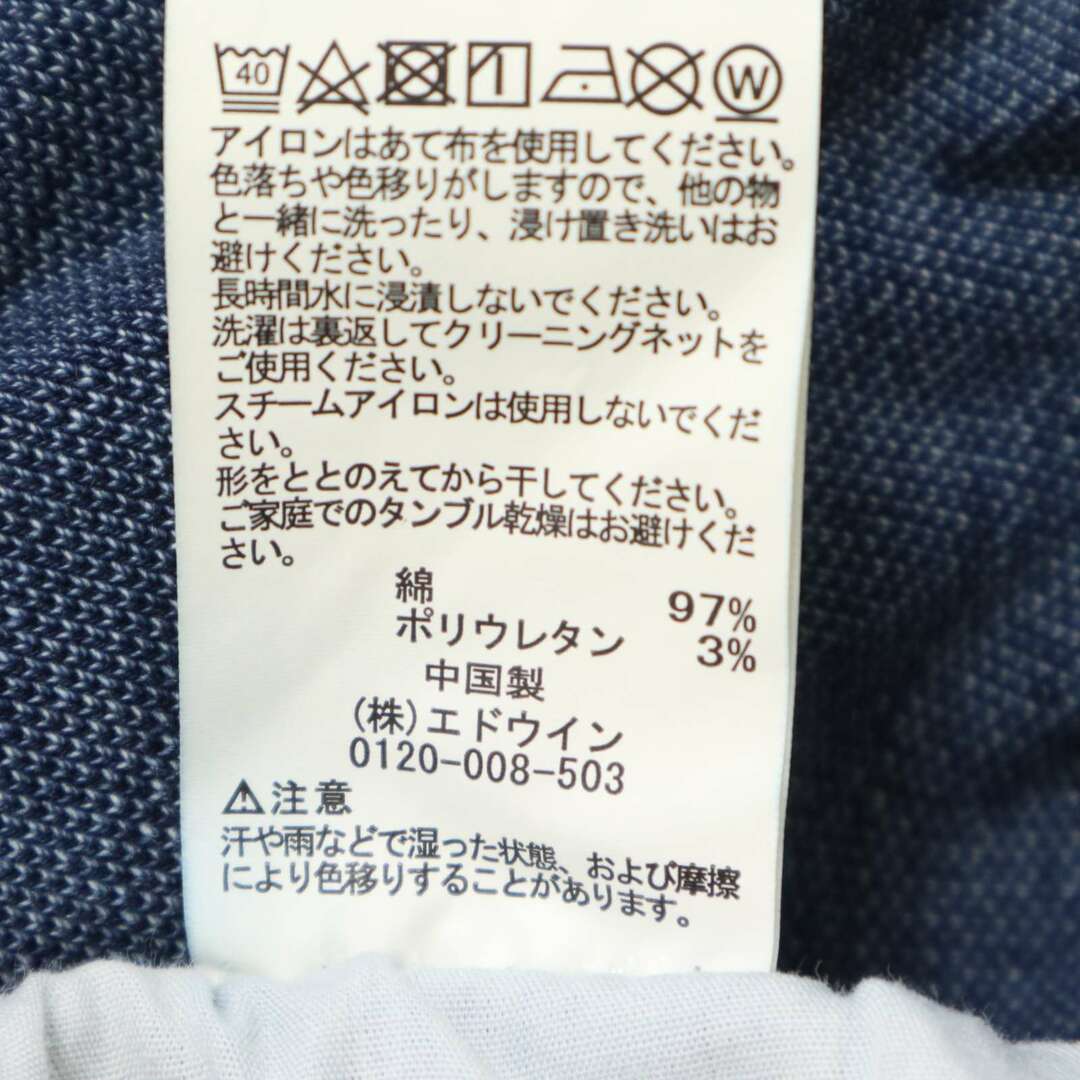 40 W
アイロンはあて布を使用してください。
色落ちや色移りがしますので、他の物
と一緒に洗ったり、浸け置き洗いはお
避けください。
長時間水に浸漬しないでください。
洗濯は裏返してクリーニングネットを
ご使用ください。
スチームアイロンは使用しないでくだ
さい。
形をととのえてから干してください。
ご家庭でのタンブル乾燥はお避けくだ
さい。
綿 97%
ポリウレタン 3%
中国製
(株)エドウイン
0120-008-503
⚠注意
汗や雨などで湿った状態、および摩擦
により色移りすることがあります。